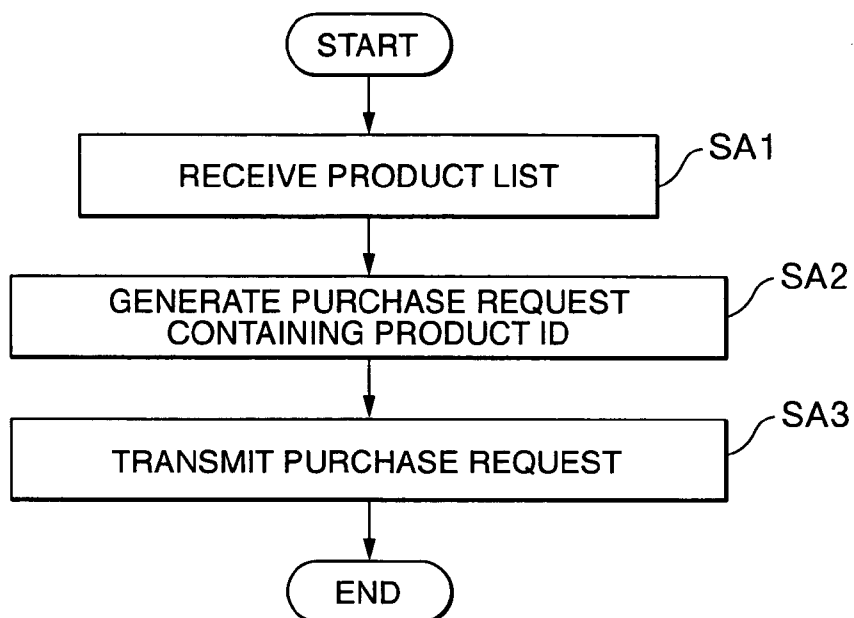 START
RECEIVE PRODUCT LIST
SA1
GENERATE PURCHASE REQUEST
CONTAINING PRODUCT ID
SA2
TRANSMIT PURCHASE REQUEST
SA3
END